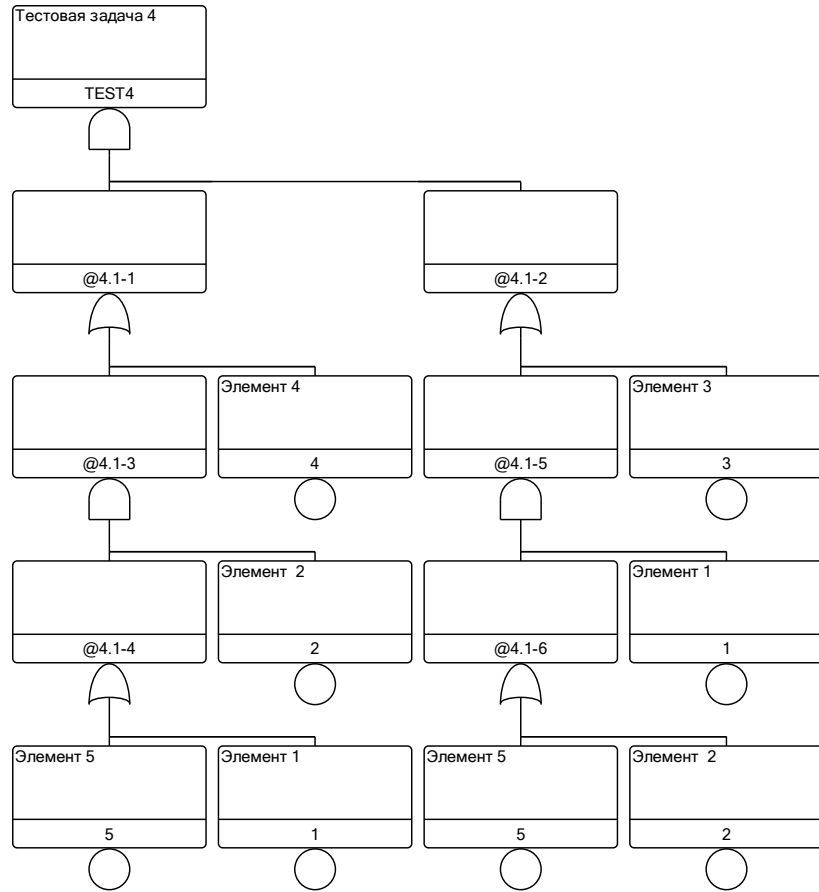 Тестовая задача 4
TEST4
@4.1-1
@4.1-2
@4.1-3
Элемент 4
4
@4.1-5
Элемент 3
3
@4.1-4
Элемент  2
2
@4.1-6
Элемент 1
1
Элемент 5
5
Элемент 1
1
Элемент 5
5
Элемент  2
2